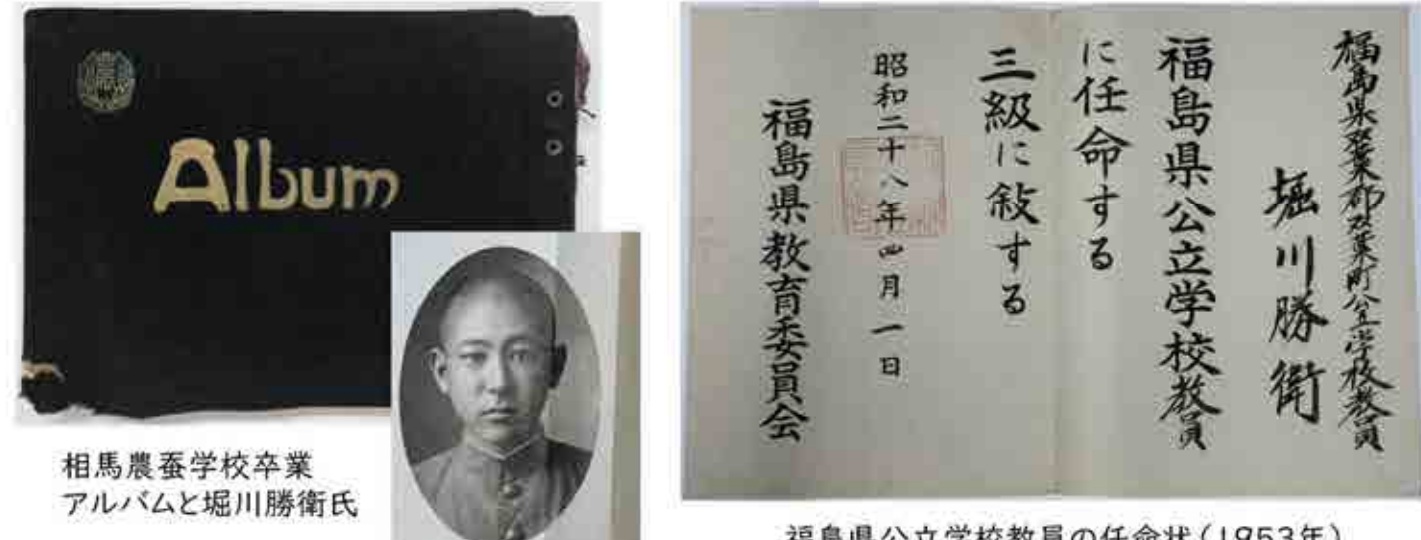 Album
相馬農蚕学校卒業
アルバムと堀川勝衛氏
福島県双葉郡双葉町公立学校教員
堀川勝衛
福島県公立学校教員
に任命する
三級に敍する
昭和二十八年四月一日
福島県教育委員会
福島県公立学校教員の任命状(1953年)